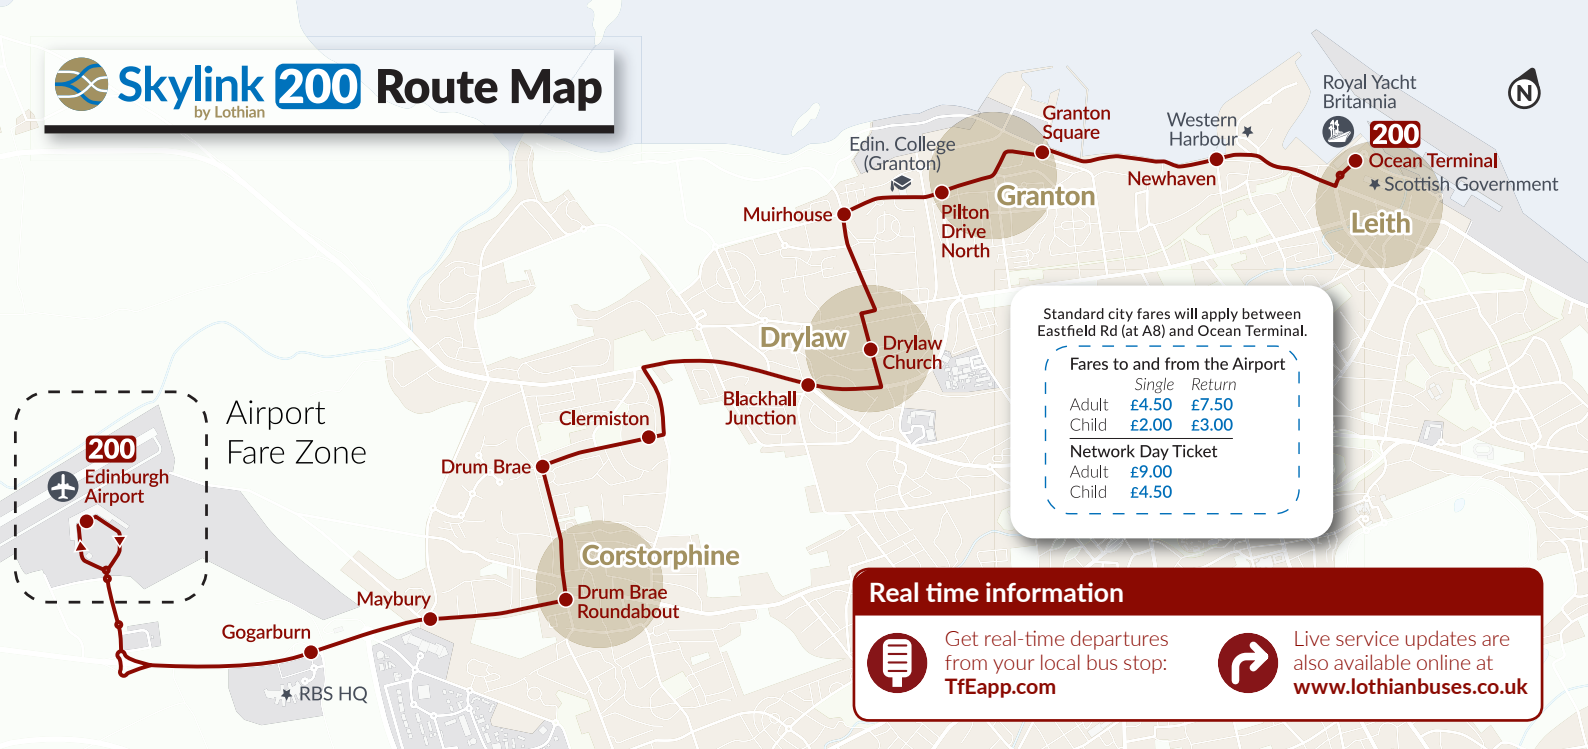 Skylink 200 Route Map
by Lothian
Royal Yacht
Britannia
N
200
Ocean Terminal
Scottish Government
Leith
Western
Harbour
Newhaven
Granton
Square
Granton
Edin. College
(Granton)
Pilton
Drive
North
Muirhouse
Drylaw
Drylaw
Church
Blackhall
Junction
Clermiston
Drum Brae
Corstorphine
Drum Brae
Roundabout
Maybury
Gogarburn
RBS HQ
Airport
Fare Zone
200
Edinburgh
Airport
Standard city fares will apply between
Eastfield Rd (at A8) and Ocean Terminal.
Fares to and from the Airport
Single Return
Adult £4.50 £7.50
Child £2.00 £3.00
Network Day Ticket
Adult £9.00
Child £4.50
Real time information
Get real-time departures
from your local bus stop:
TfEapp.com
Live service updates are
also available online at
www.lothianbuses.co.uk